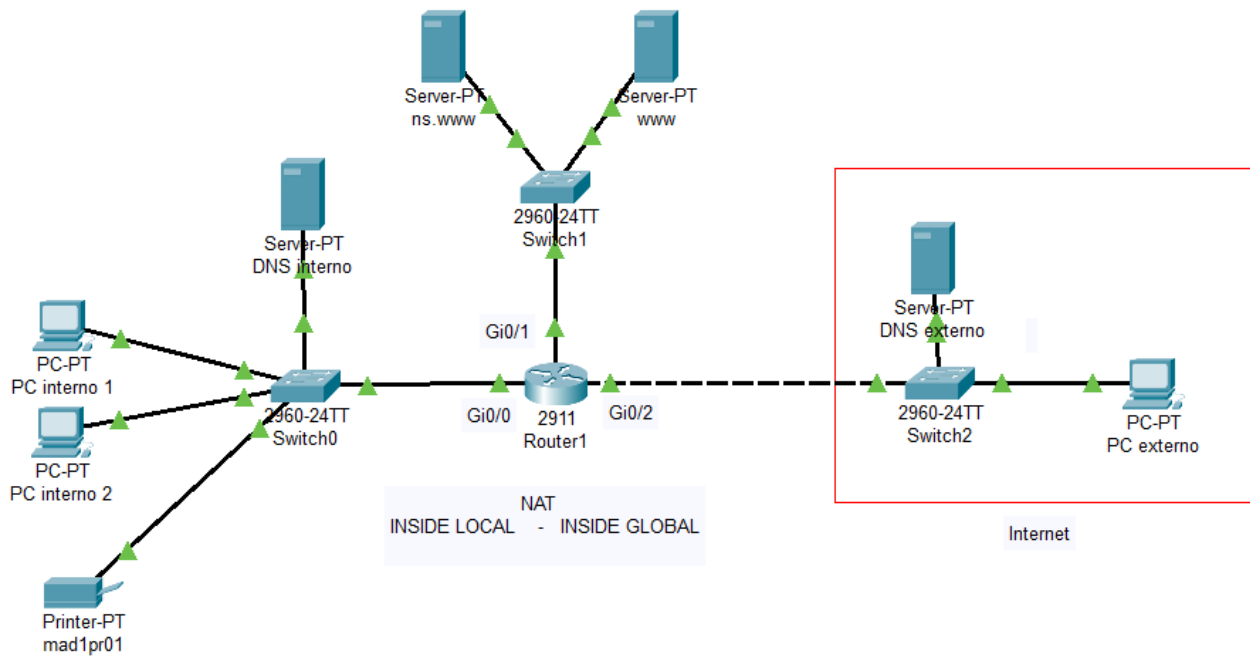 Server-PT
ns.www
Server-PT
www
2960-24TT
Switch1
Server-PT
DNS interno
Server-PT
DNS externo
Gi0/1
PC-PT
PC interno 1
2960-24TT
Switch0
Gi0/0
2911
Router1
Gi0/2
2960-24TT
Switch2
PC-PT
PC externo
PC-PT
PC interno 2
NAT
INSIDE LOCAL - INSIDE GLOBAL
Internet
Printer-PT
mad1pr01